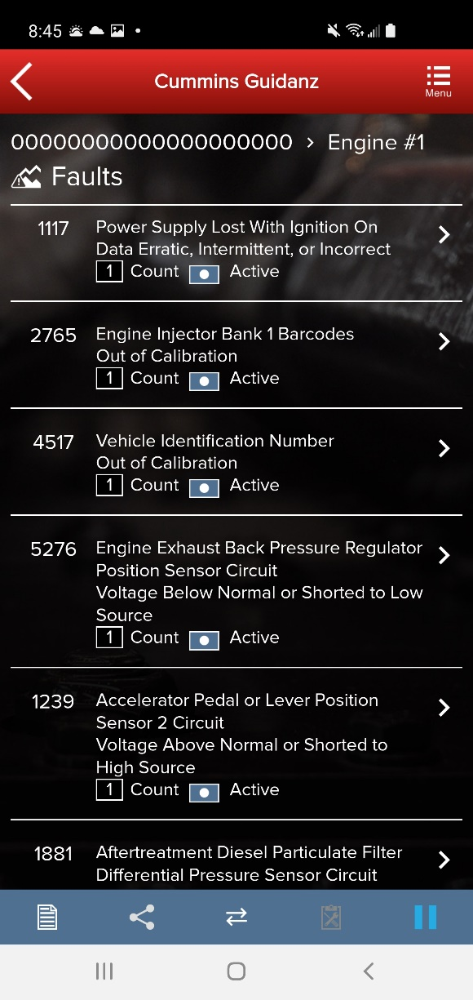 8:45
Cummins Guidanz
Menu
00000000000000000000 > Engine #1
Faults
1117 Power Supply Lost With Ignition On
Data Erratic, Intermittent, or Incorrect
1 Count Active
2765 Engine Injector Bank 1 Barcodes
Out of Calibration
1 Count Active
4517 Vehicle Identification Number
Out of Calibration
1 Count Active
5276 Engine Exhaust Back Pressure Regulator
Position Sensor Circuit
Voltage Below Normal or Shorted to Low
Source
1 Count Active
1239 Accelerator Pedal or Lever Position
Sensor 2 Circuit
Voltage Above Normal or Shorted to
High Source
1 Count Active
1881 Aftertreatment Diesel Particulate Filter
Differential Pressure Sensor Circuit